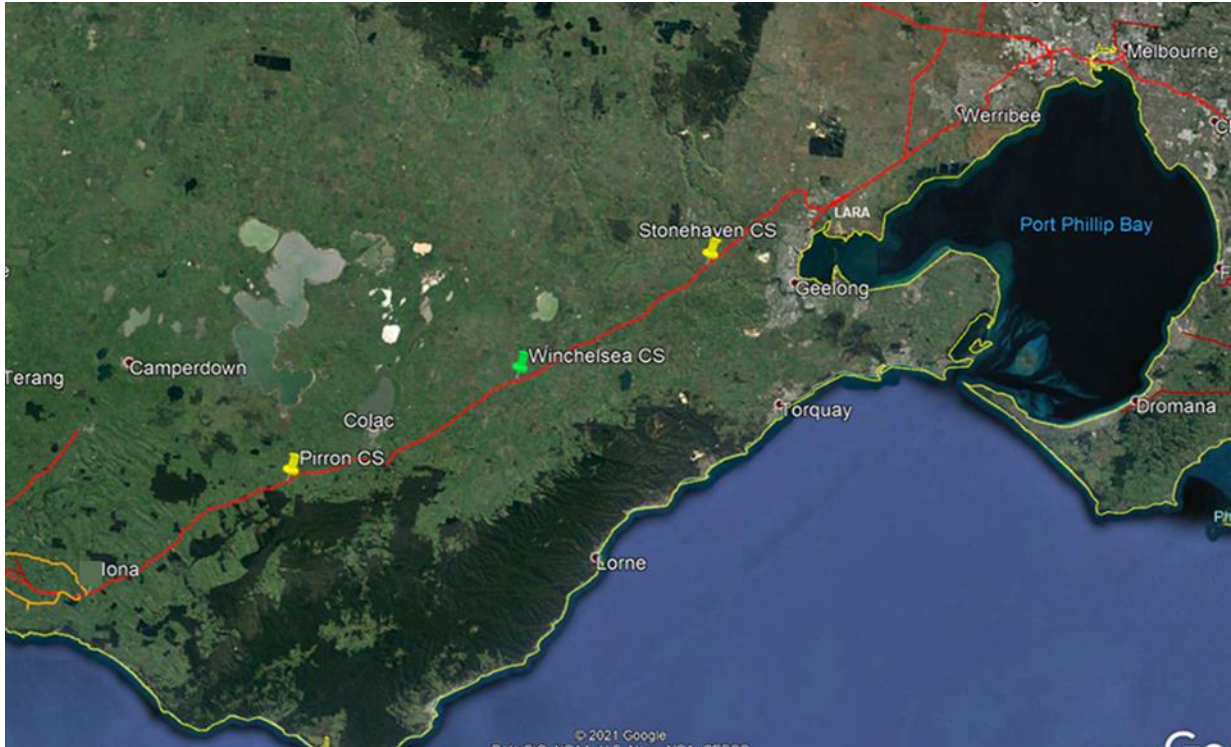 Melbourne
Werribee
LARA
Stonehaven CS
Port Phillip Bay
Geelong
Winchelsea CS
Camperdown
Terang
Torquay
Dromana
Colac
Pirron CS
Iona
Lorne
© 2021 Google